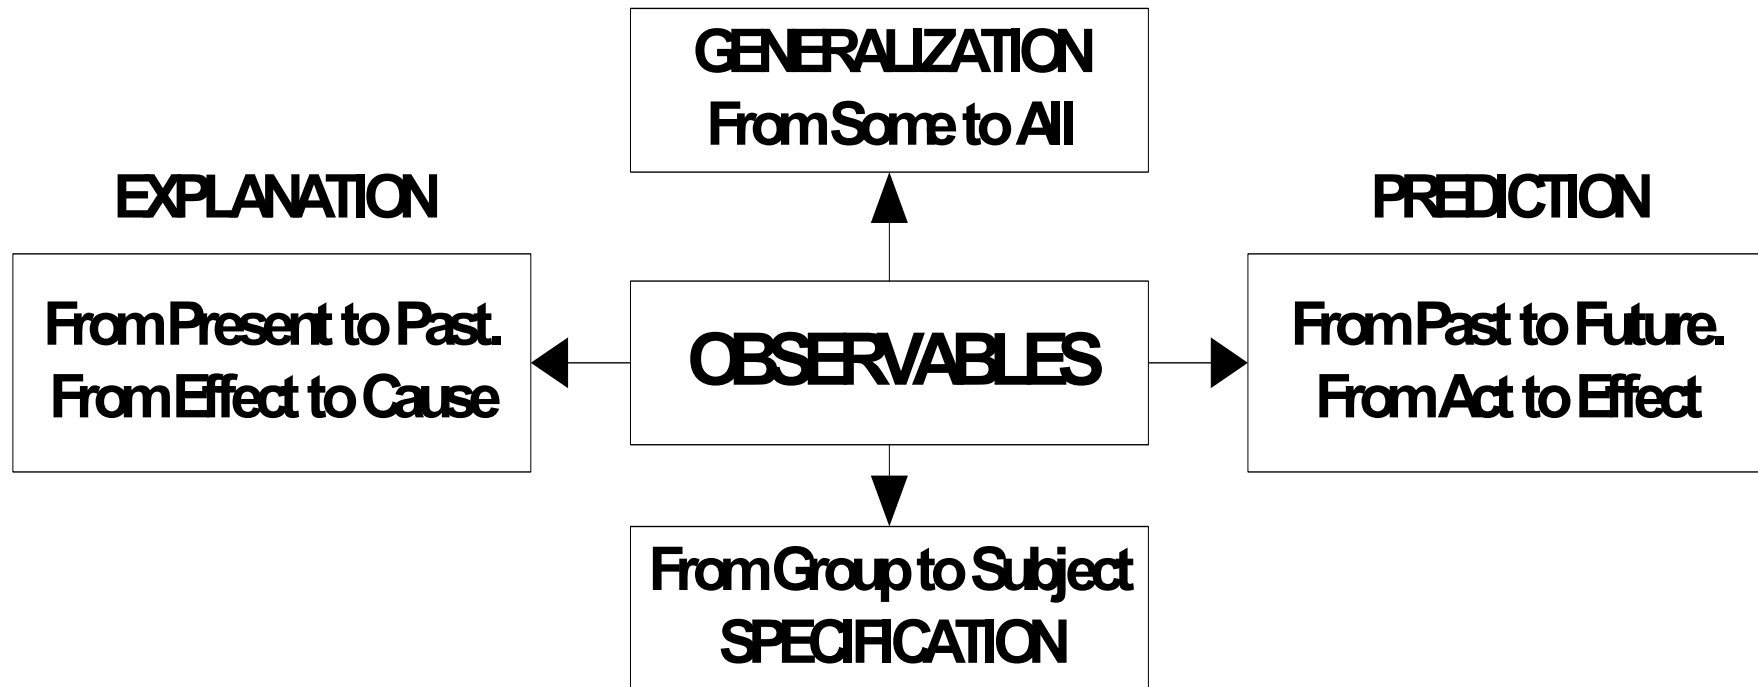 GENERALIZATION
From Some to All
EXPLANATION
From Present to Past.
From Effect to Cause
OBSERVABLES
PREDICTION
From Past to Future.
From Act to Effect
From Group to Subject
SPECIFICATION